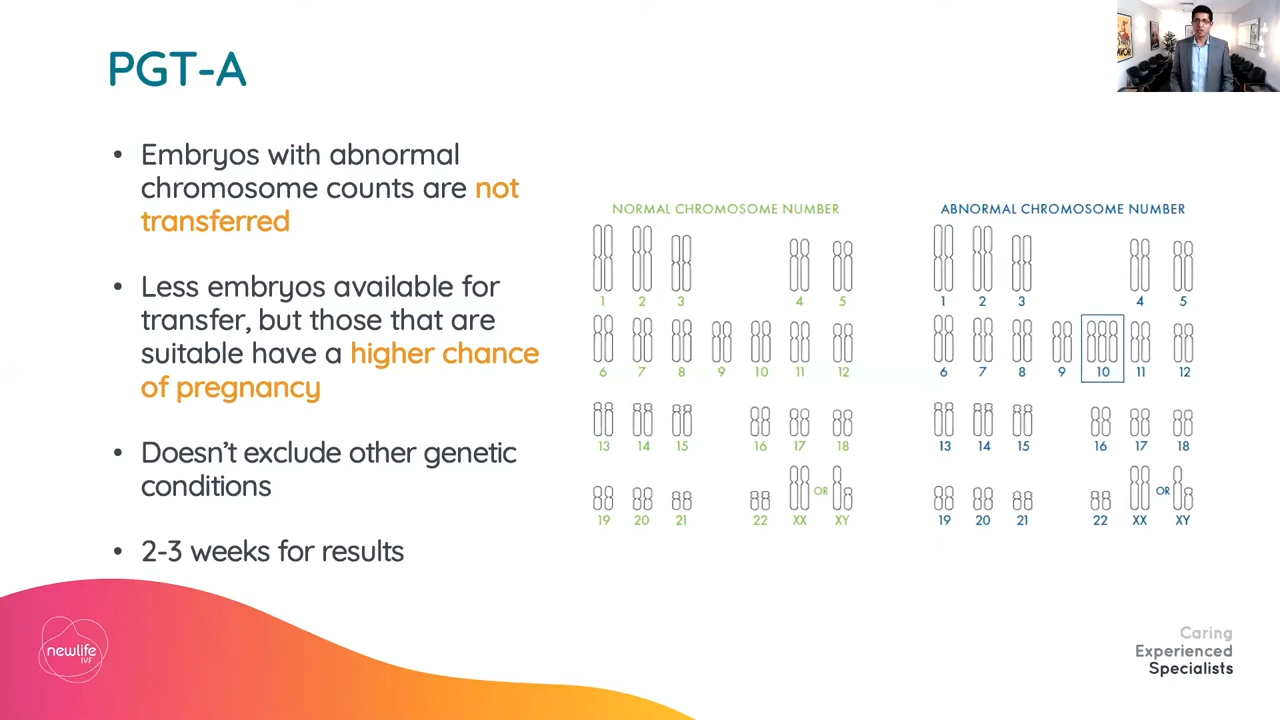 PGT-A
• Embryos with abnormal
chromosome counts are not
transferred
• Less embryos available for
transfer, but those that are
suitable have a higher chance
of pregnancy
• Doesn't exclude other genetic
conditions
• 2-3 weeks for results
NORMAL CHROMOSOME NUMBER
1 2 3 4 5
6 7 8 9 10 11 12
13 14 15 16 17 18
OR
19 20 21 22 XX XY
ABNORMAL CHROMOSOME NUMBER
1 2 3 4 5
6 7 8 9 10 11 12
13 14 15 16 17 18
OR
19 20 21 22 XX XY
newlife
IVF
Caring
Experienced
Specialists